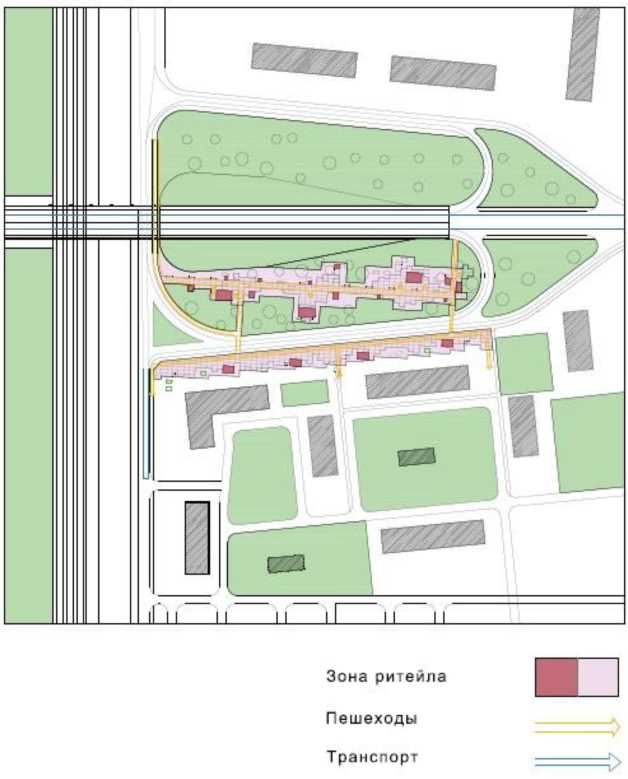 Зона ритейла
Пешеходы
Транспорт